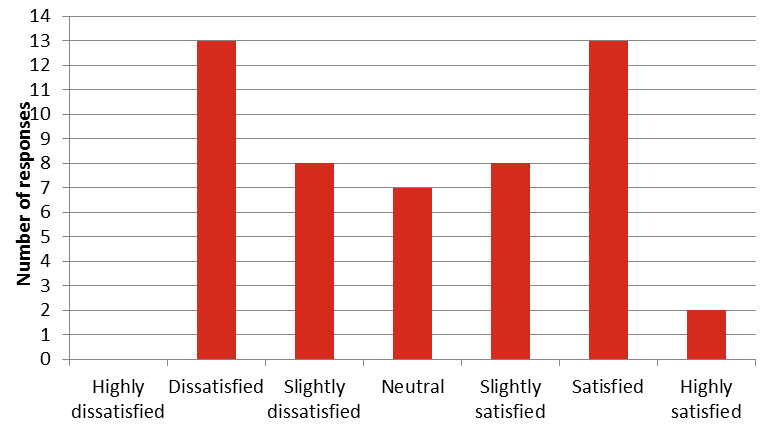 14
13
12
11
10
9
8
7
6
5
4
3
2
1
0
Number of responses
Highly dissatisfied
Dissatisfied
Slightly dissatisfied
Neutral
Slightly satisfied
Satisfied
Highly satisfied